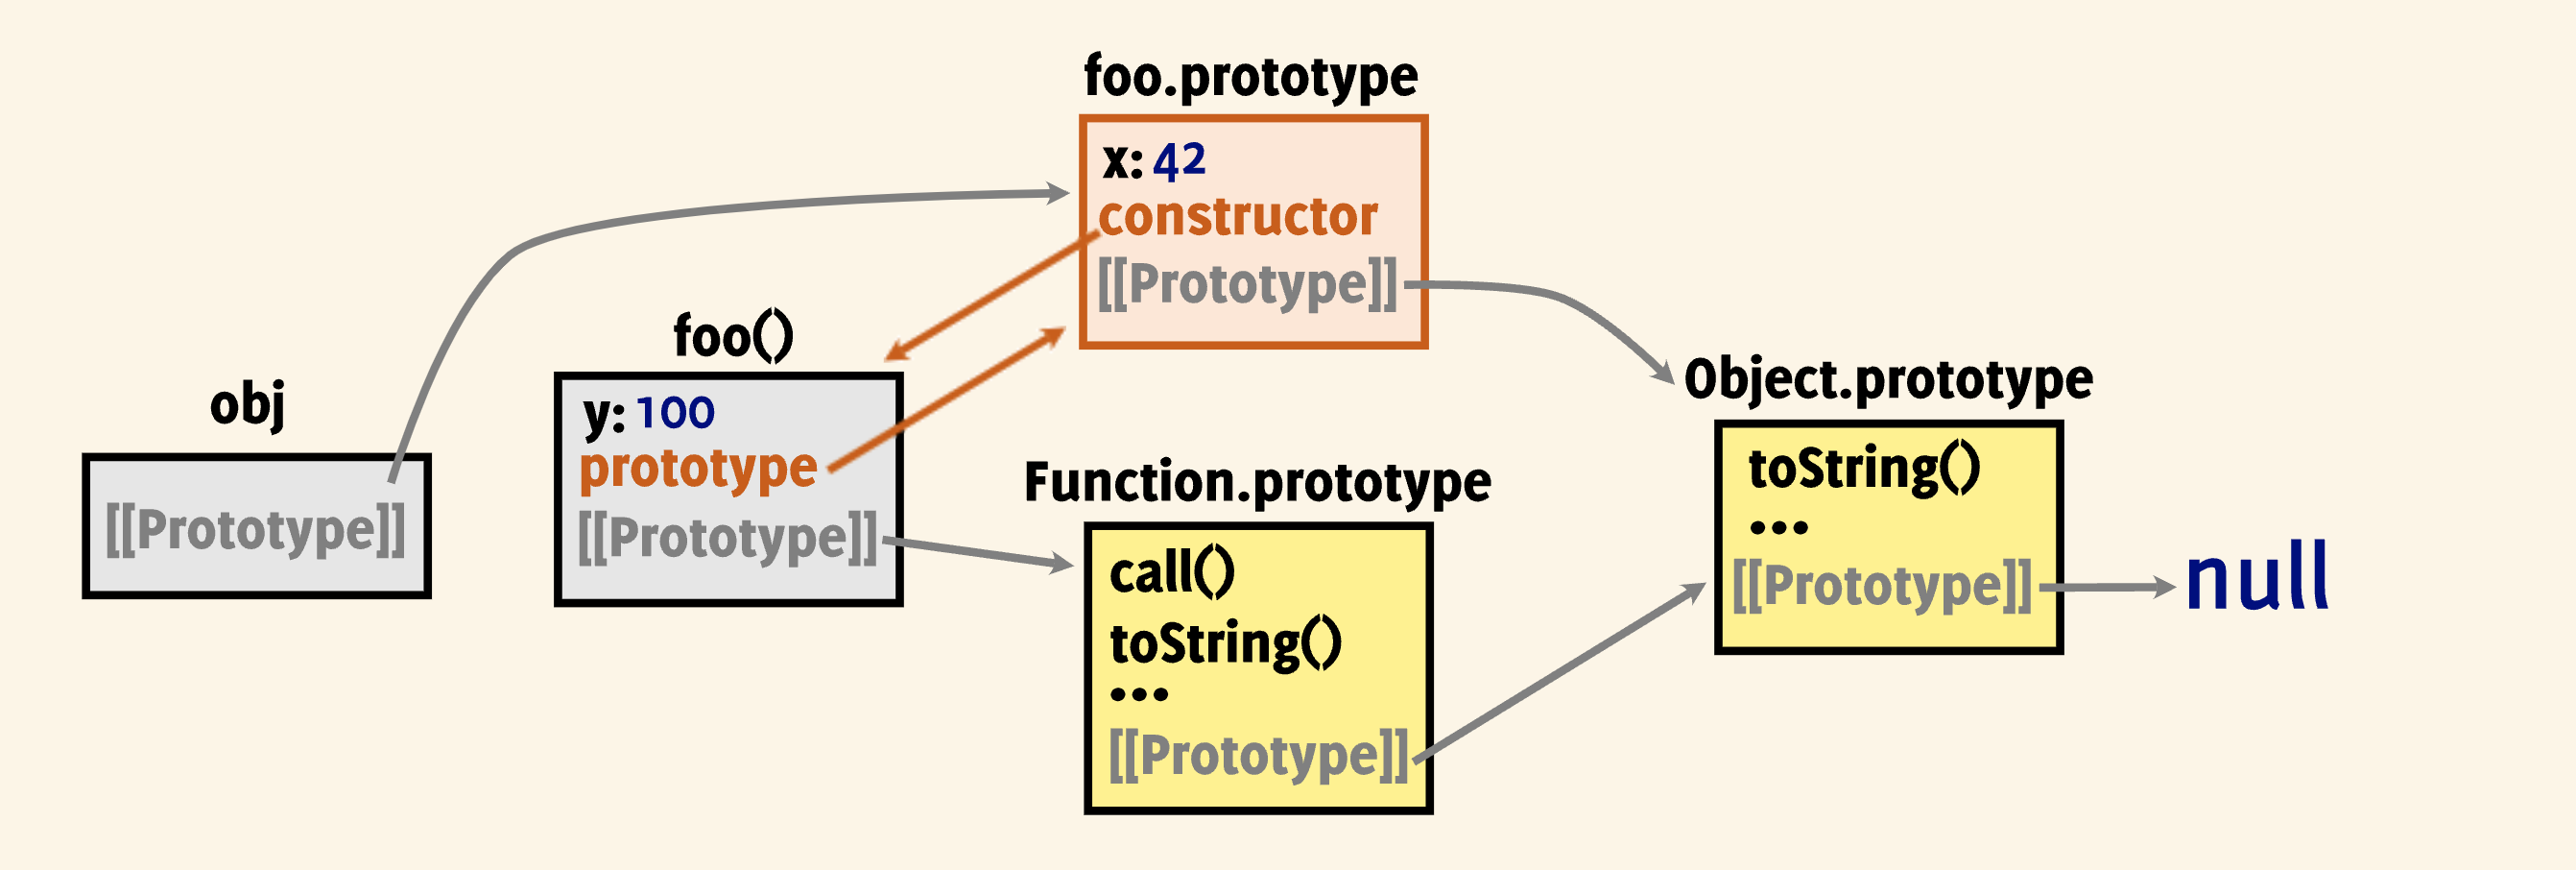 foo.prototype
x: 42
constructor
[[Prototype]]
foo()
y: 100
prototype
[[Prototype]]
obj
[[Prototype]]
Function.prototype
call()
toString()
...
[[Prototype]]
Object.prototype
toString()
...
[[Prototype]]
null